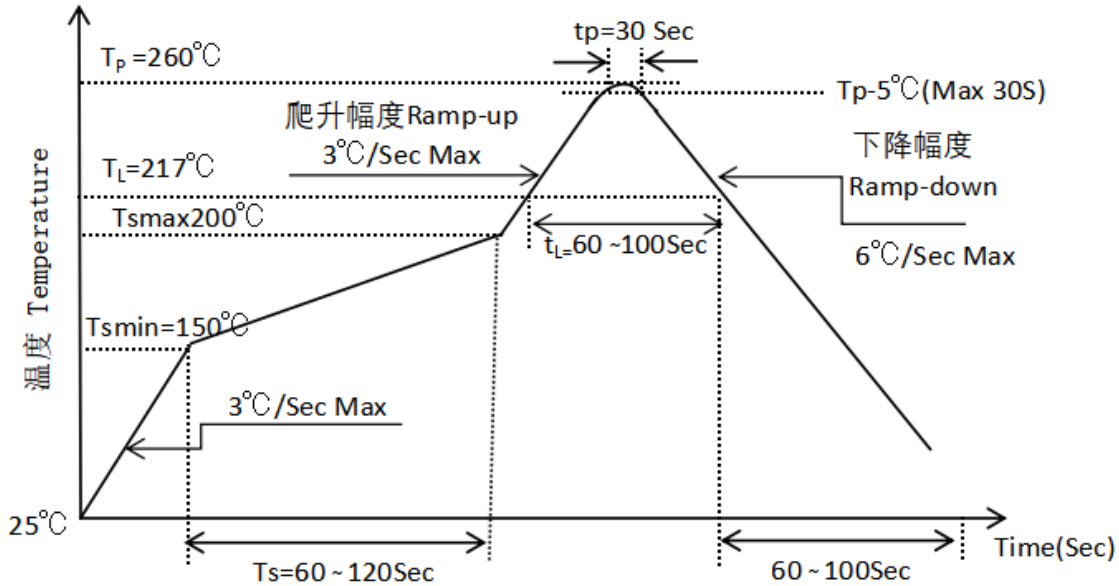 tp=30 Sec
TP =260℃
Tp-5℃(Max 30S)
爬升幅度Ramp-up
3℃/Sec Max
下降幅度
Ramp-down
6℃/Sec Max
TL=217℃
Tsmax200℃
tL=60 ~100Sec
温度 Temperature
Tsmin=150℃
3℃/Sec Max
25℃
Time(Sec)
Ts=60 ~ 120Sec
60 ~ 100Sec